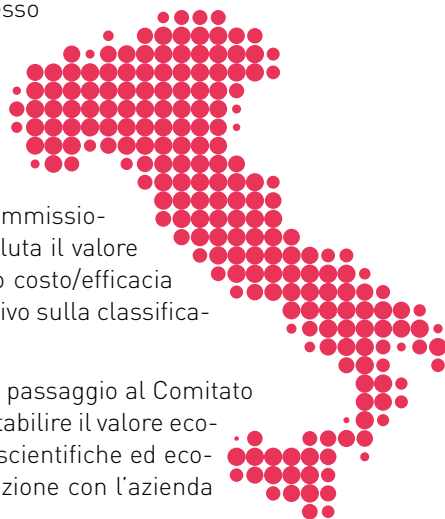 esso
mmissio-
luta il valore
o costo/efficacia
ivo sulla classifica-
passaggio al Comitato
tabilire il valore eco-
scientifiche ed eco-
zione con l'azienda